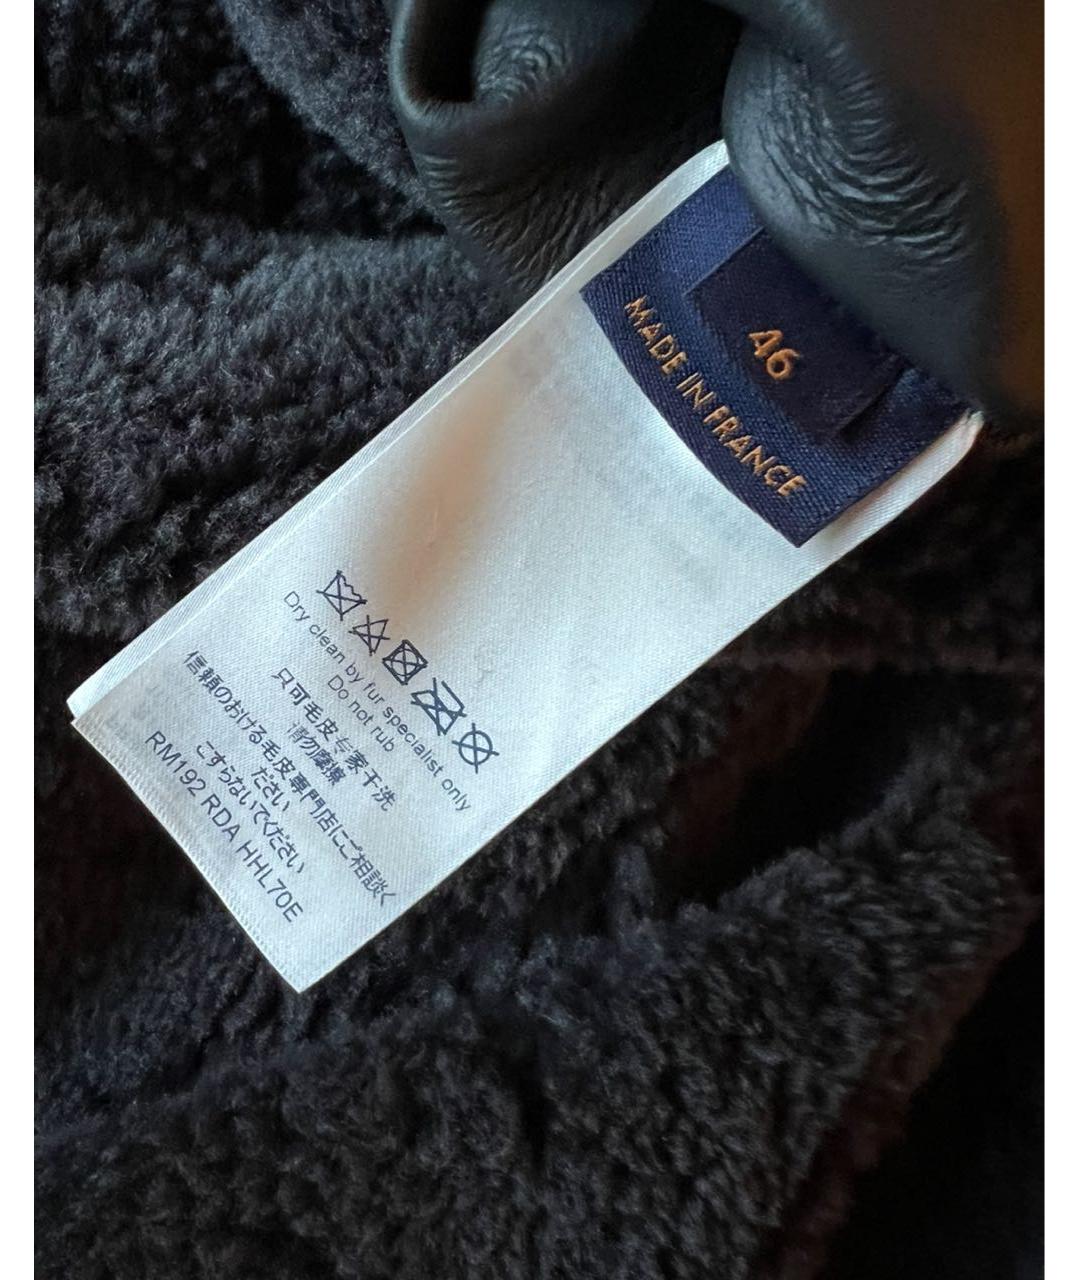 46
MADE IN FRANCE
Dry clean by fur specialist only
Do not rub
只可毛皮专家干洗
请勿摩擦
信頼のおける毛皮専門店にご相談く
ださい
こすらないでください
RM192 RDA HHL70E